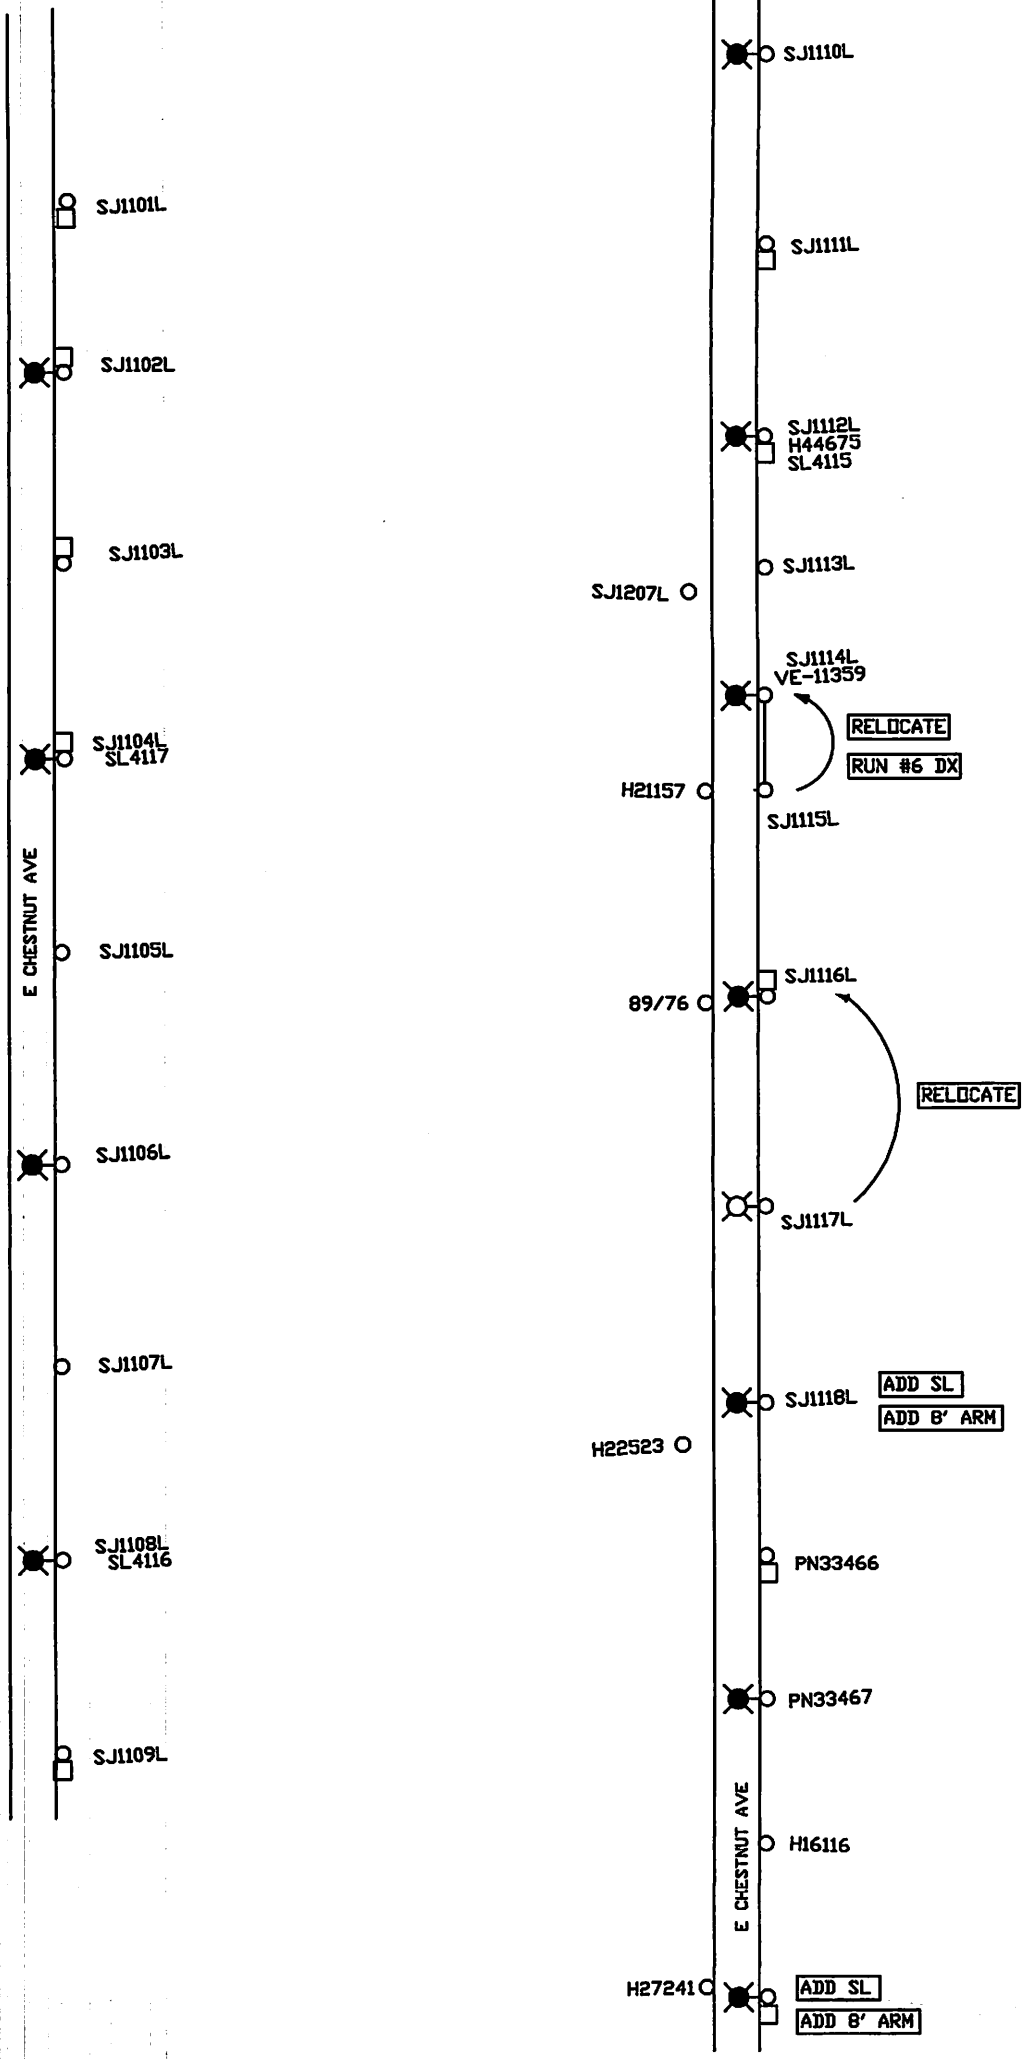 SJ1101L
SJ1102L
SJ1103L
SJ1104L
SL4117
E CHESTNUT AVE
SJ1105L
SJ1106L
SJ1107L
SJ1108L
SL4116
SJ1109L
SJ1110L
SJ1111L
SJ1112L
H44675
SL4115
SJ1113L
SJ1207L
SJ1114L
VE-11359
RELOCATE
RUN #6 DX
H21157
SJ1115L
SJ1116L
89/76
RELOCATE
SJ1117L
SJ1118L
ADD SL
ADD 8' ARM
H22523
PN33466
PN33467
E CHESTNUT AVE
H16116
H27241
ADD SL
ADD 8' ARM